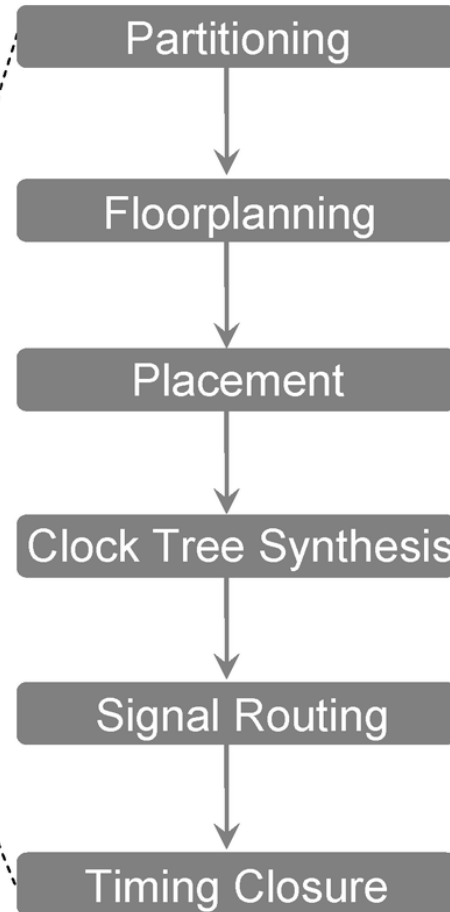 Partitioning
Floorplanning
Placement
Clock Tree Synthesis
Signal Routing
Timing Closure